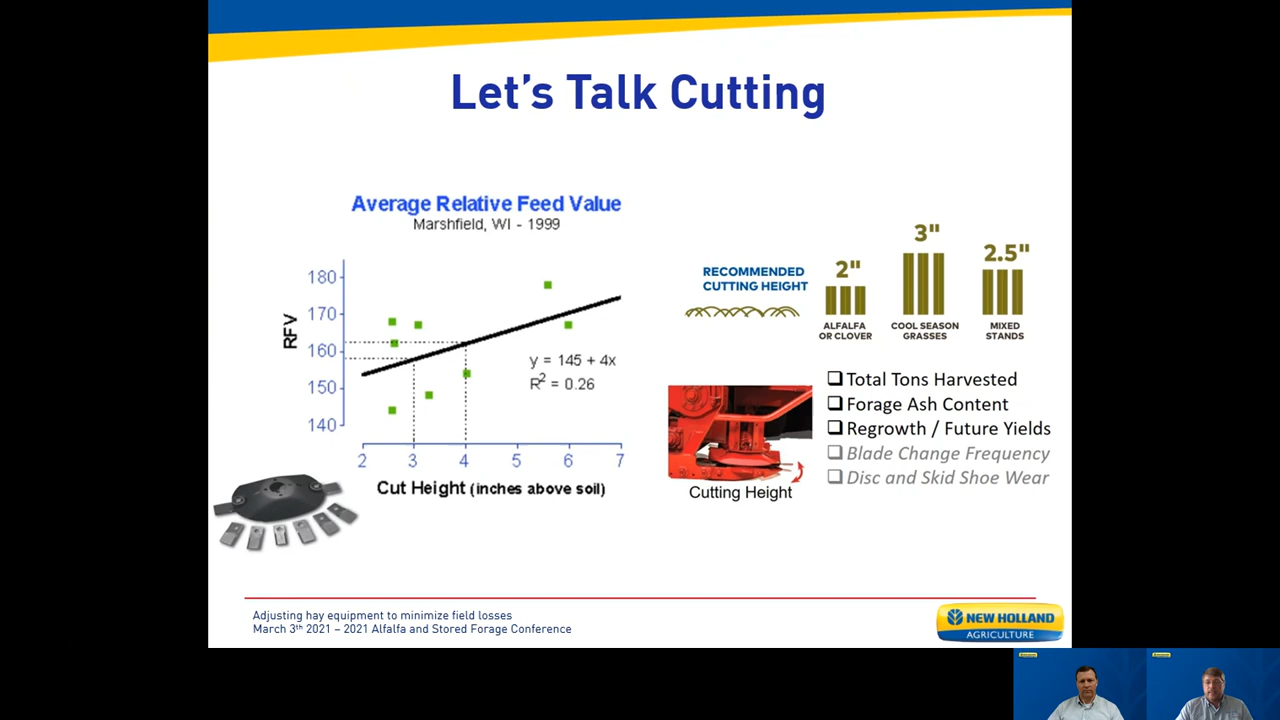 Let's Talk Cutting
Average Relative Feed Value
Marshfield, WI - 1999
180
170
160
150
140
RFV
y = 145 + 4x
R2 = 0.26
2 3 4 5 6 7
Cut Height (inches above soil)
RECOMMENDED
CUTTING HEIGHT
2"
ALFALFA
OR CLOVER
3"
COOL SEASON
GRASSES
2.5"
MIXED
STANDS
Cutting Height
Total Tons Harvested
Forage Ash Content
Regrowth / Future Yields
Blade Change Frequency
Disc and Skid Shoe Wear
Adjusting hay equipment to minimize field losses
March 3th 2021 – 2021 Alfalfa and Stored Forage Conference
NEW HOLLAND
AGRICULTURE